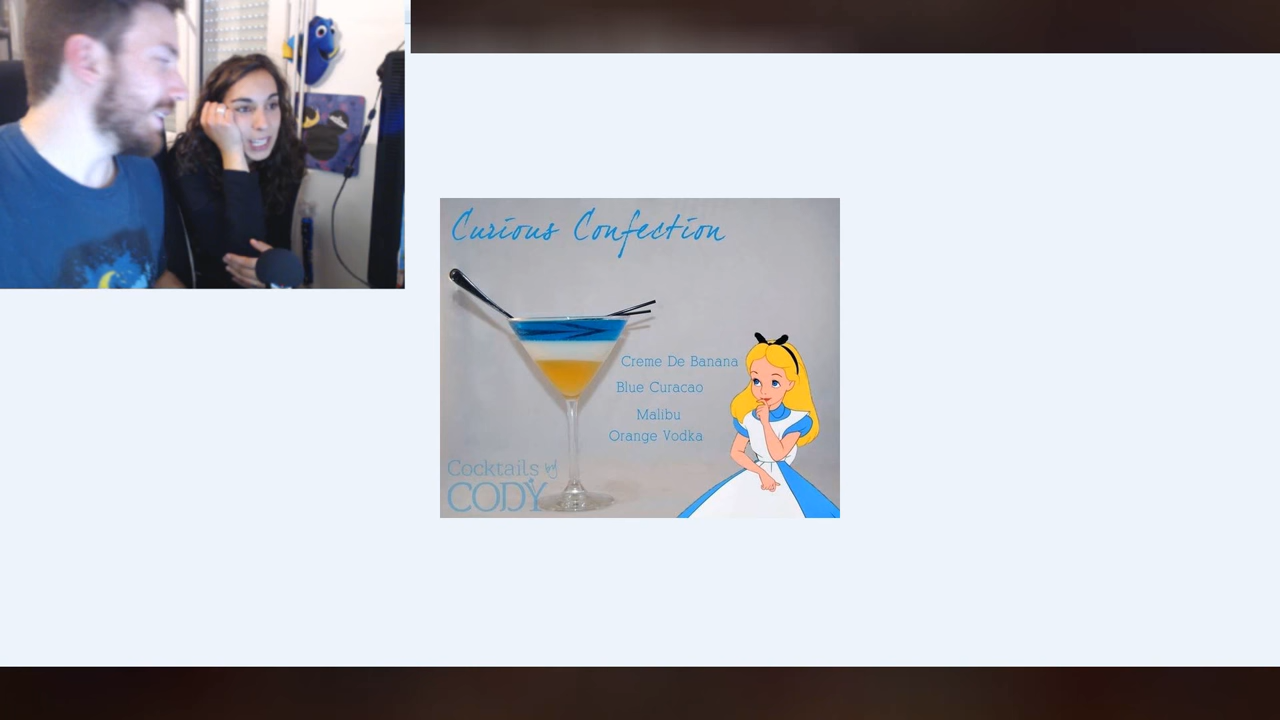 Curious Confection
Creme De Banana
Blue Curacao
Malibu
Orange Vodka
Cocktails by
CODY